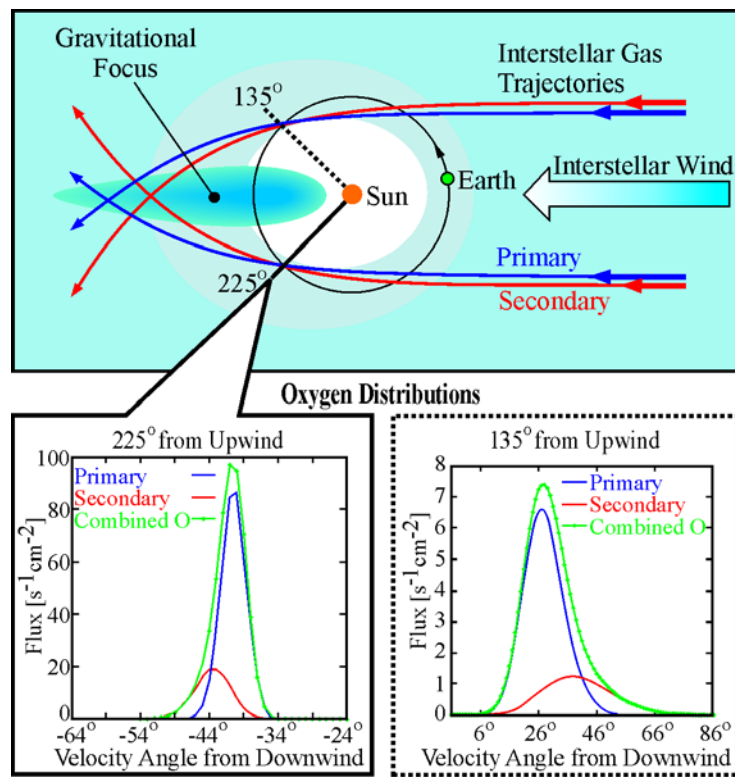 Gravitational
Focus
135°
Interstellar Gas
Trajectories
Sun
Earth
Interstellar Wind
225°
Primary
Secondary
Oxygen Distributions
225° from Upwind
Primary
Secondary
Combined O
Flux [s-1cm-2]
100
80
60
40
20
0
-64° -54° -44° -34° -24°
Velocity Angle from Downwind
135° from Upwind
Primary
Secondary
Combined O
Flux [s-1cm-2]
8
7
6
5
4
3
2
1
0
6° 26° 46° 66° 86°
Velocity Angle from Downwind